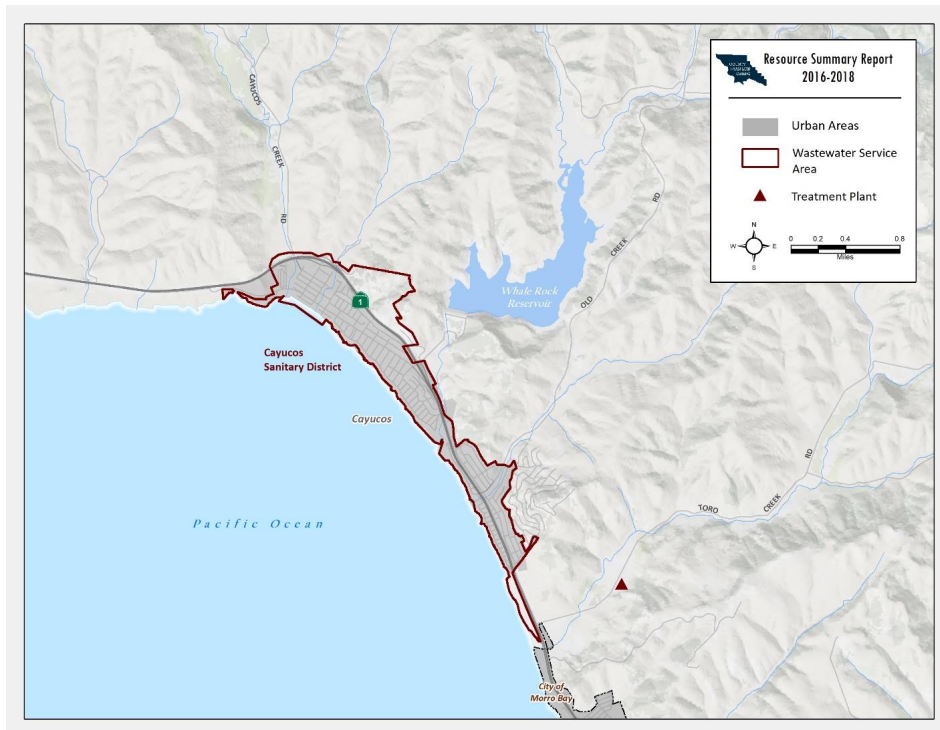 Resource Summary Report
2016-2018
Urban Areas
Wastewater Service
Area
Treatment Plant
N
W
E
S
0 0.2 0.4 0.8
Miles
CAYUCOS
CREEK
RD
1
Whale Rock
Reservoir
OLD
CREEK
RD
Cayucos
Sanitary District
Cayucos
Pacific Ocean
TORO
CREEK
RD
City of
Morro Bay